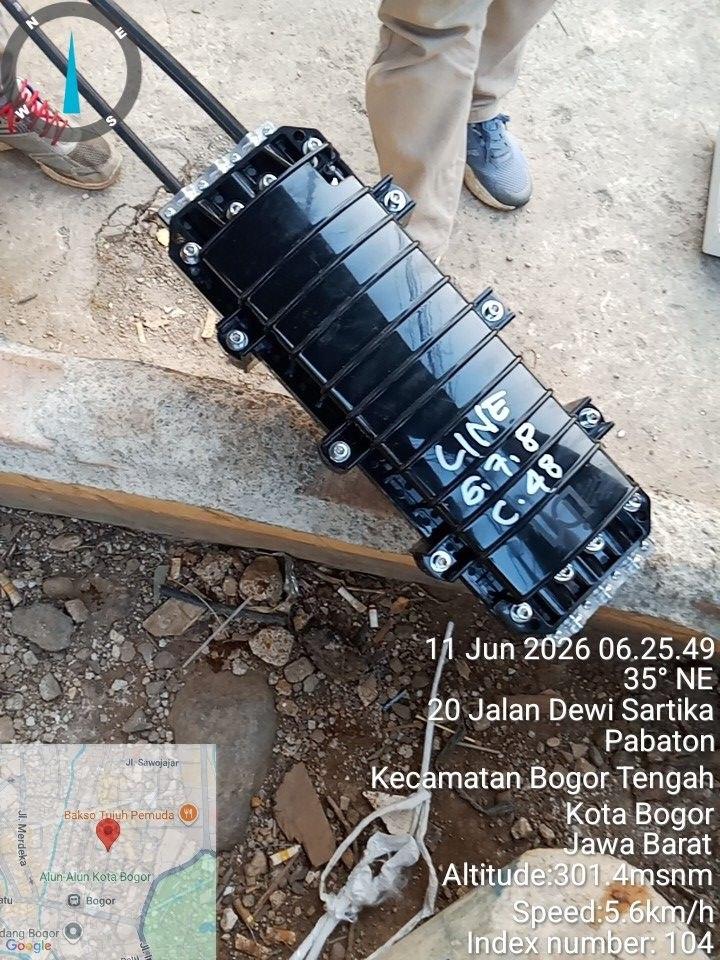 N
E
S
W
LINE
6.7.8
C.48
11 Jun 2026 06.25.49
35° NE
20 Jalan Dewi Sartika
Pabaton
Kecamatan Bogor Tengah
Kota Bogor
Jawa Barat
Altitude:301.4msnm
Speed:5.6km/h
Index number: 104
Jl. Sawojajar
Jl. Merdeka
Bakso Tujuh Pemuda
Alun-Alun Kota Bogor
Bogor
dang Bogor
Google